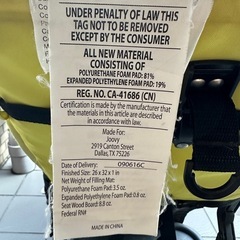 UNDER PENALTY OF LAW THIS
TAG NOT TO BE REMOVED
EXCEPT BY THE CONSUMER
ALL NEW MATERIAL
CONSISTING OF
POLYURETHANE FOAM PAD: 81%
EXPANDED POLYETHYLENE FOAM PAD: 19%
REG. NO. CA-41686 (CN)
Certification is made by the manufacturer that
the materials in this article are described
in accordance with law.
Made For:
Joovy
2919 Canton Street
Dallas, TX 75226
Date of Delivery: 090616C
Finished Size: 26 x 32 x 1 in
Net Weight of Filling Mat:
Polyurethane Foam Pad 3.5 oz.
Expanded Polyethylene Foam Pad: 0.8 oz.
Seat Wood Board 8.8 oz.
Federal RN#
MADE IN CHINA